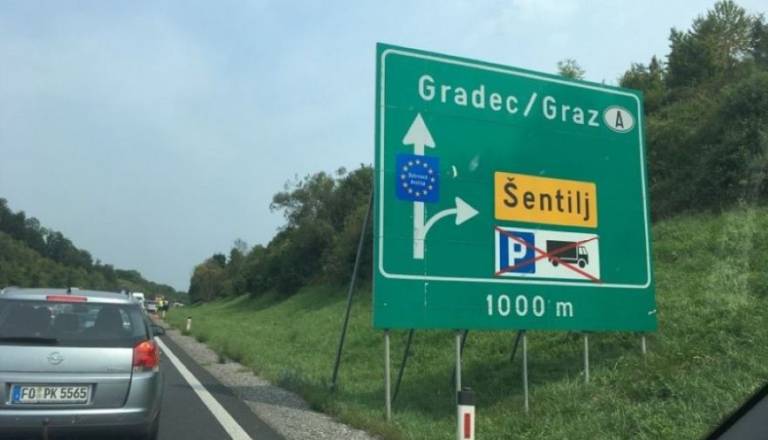 Gradec/Graz A
Šentilj
P
1000 m
FO PK 5565